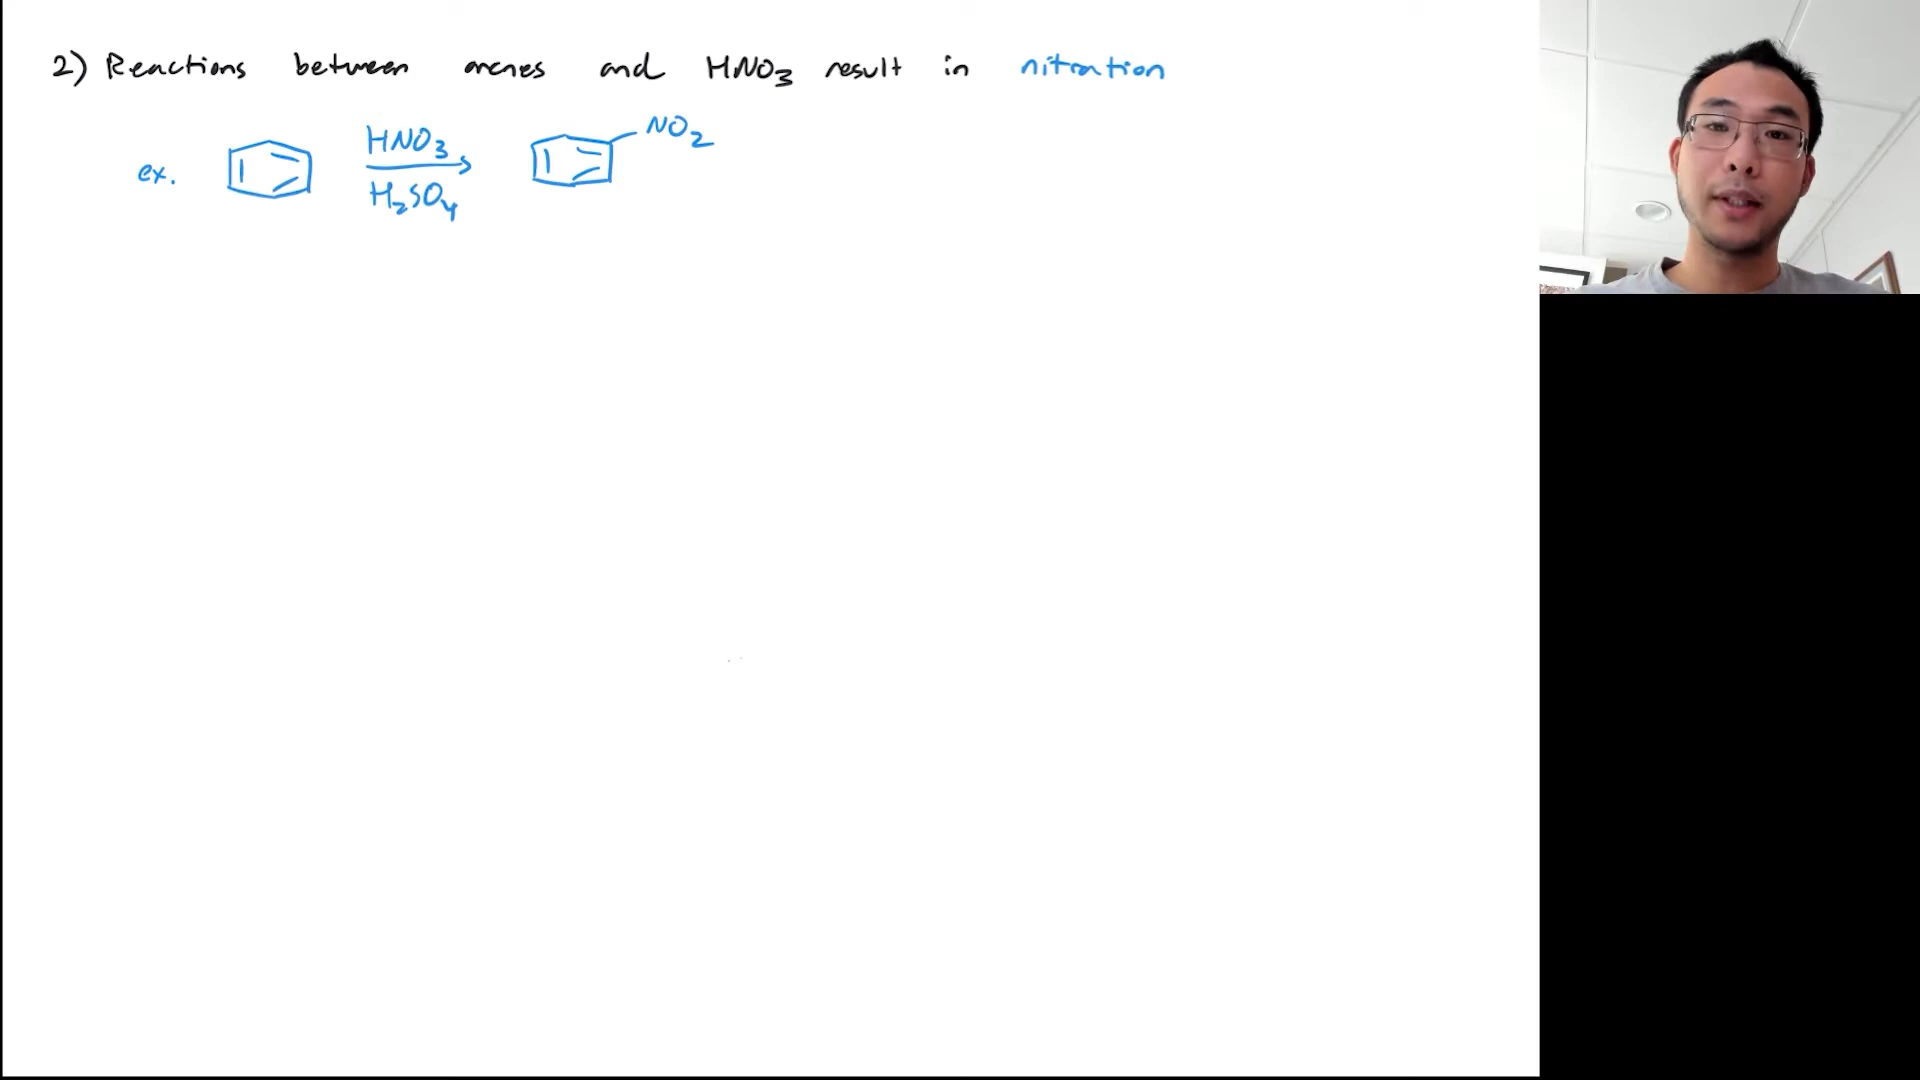 2) Reactions between arenes and HNO₃ result in nitration
HNO₃ NO₂
ex.
H₂SO₄